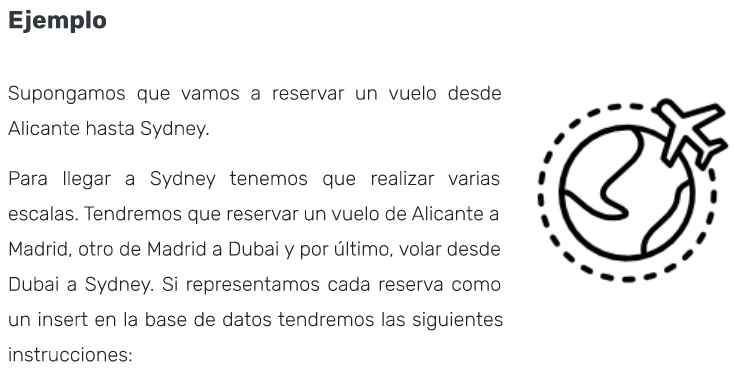 Ejemplo
Supongamos que vamos a reservar un vuelo desde
Alicante hasta Sydney.
Para llegar a Sydney tenemos que realizar varias
escalas. Tendremos que reservar un vuelo de Alicante a
Madrid, otro de Madrid a Dubai y por último, volar desde
Dubai a Sydney. Si representamos cada reserva como
un insert en la base de datos tendremos las siguientes
instrucciones: